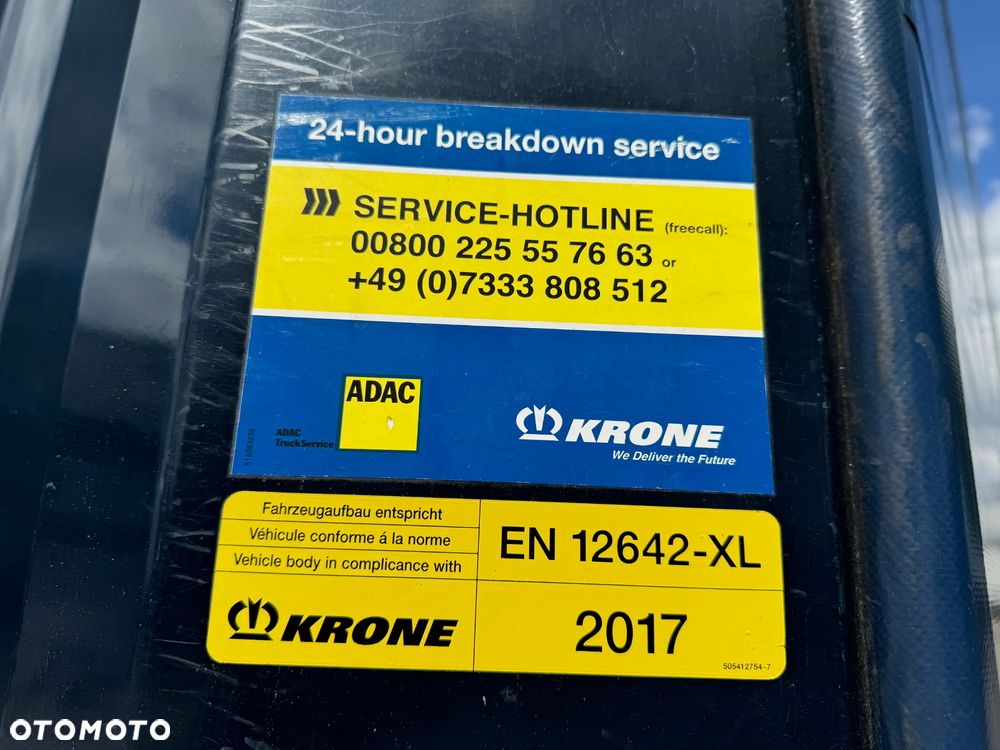 24-hour breakdown service
SERVICE-HOTLINE (freecall):
00800 225 55 76 63 or
+49 (0)7333 808 512
ADAC
ADAC
TruckService
KRONE
We Deliver the Future
Fahrzeugaufbau entspricht
Véhicule conforme á la norme
Vehicle body in compliance with
EN 12642-XL
KRONE
2017
505412754-7
OTOMOTO